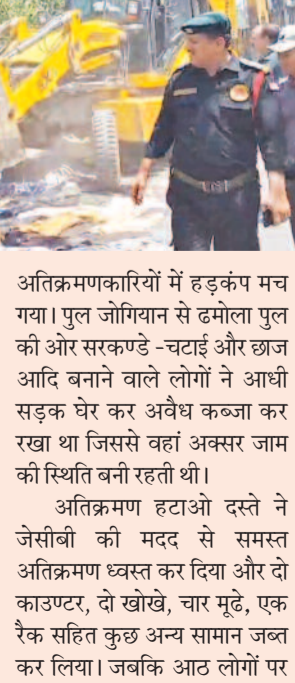 अतिक्रमणकारियों में हड़कंप मच
गया। पुल जोगियान से ढमोला पुल
की ओर सरकण्डे -चटाई और छाज
आदि बनाने वाले लोगों ने आधी
सड़क घेर कर अवैध कब्जा कर
रखा था जिससे वहां अक्सर जाम
की स्थिति बनी रहती थी।
अतिक्रमण हटाओ दस्ते ने
जेसीबी की मदद से समस्त
अतिक्रमण ध्वस्त कर दिया और दो
काउण्टर, दो खोखे, चार मूढे, एक
रैक सहित कुछ अन्य सामान जब्त
कर लिया। जबकि आठ लोगों पर